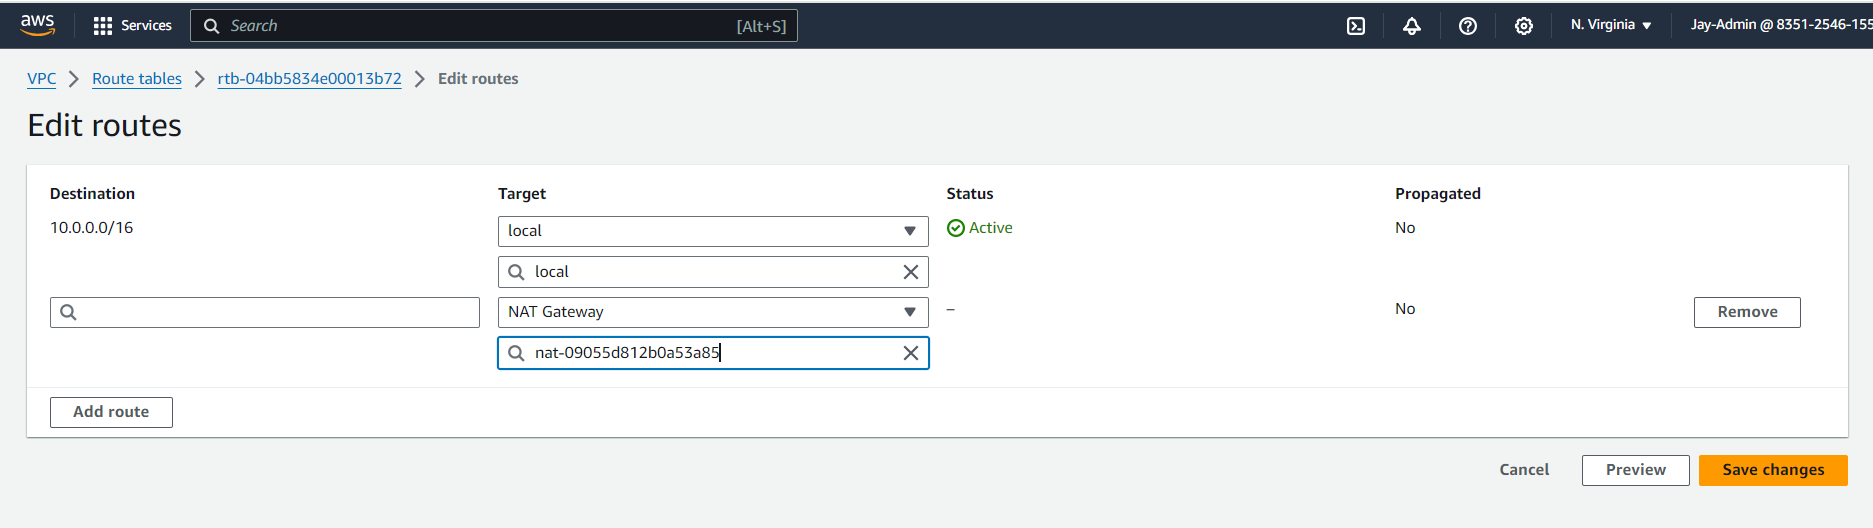 aws
Services
Search
[Alt+S]
N. Virginia
Jay-Admin @ 8351-2546-155
VPC
Route tables
rtb-04bb5834e00013b72
Edit routes
Edit routes
Destination Target Status Propagated
10.0.0.0/16 local Active No
local
NAT Gateway – No Remove
nat-09055d812b0a53a85
Add route
Cancel Preview Save changes